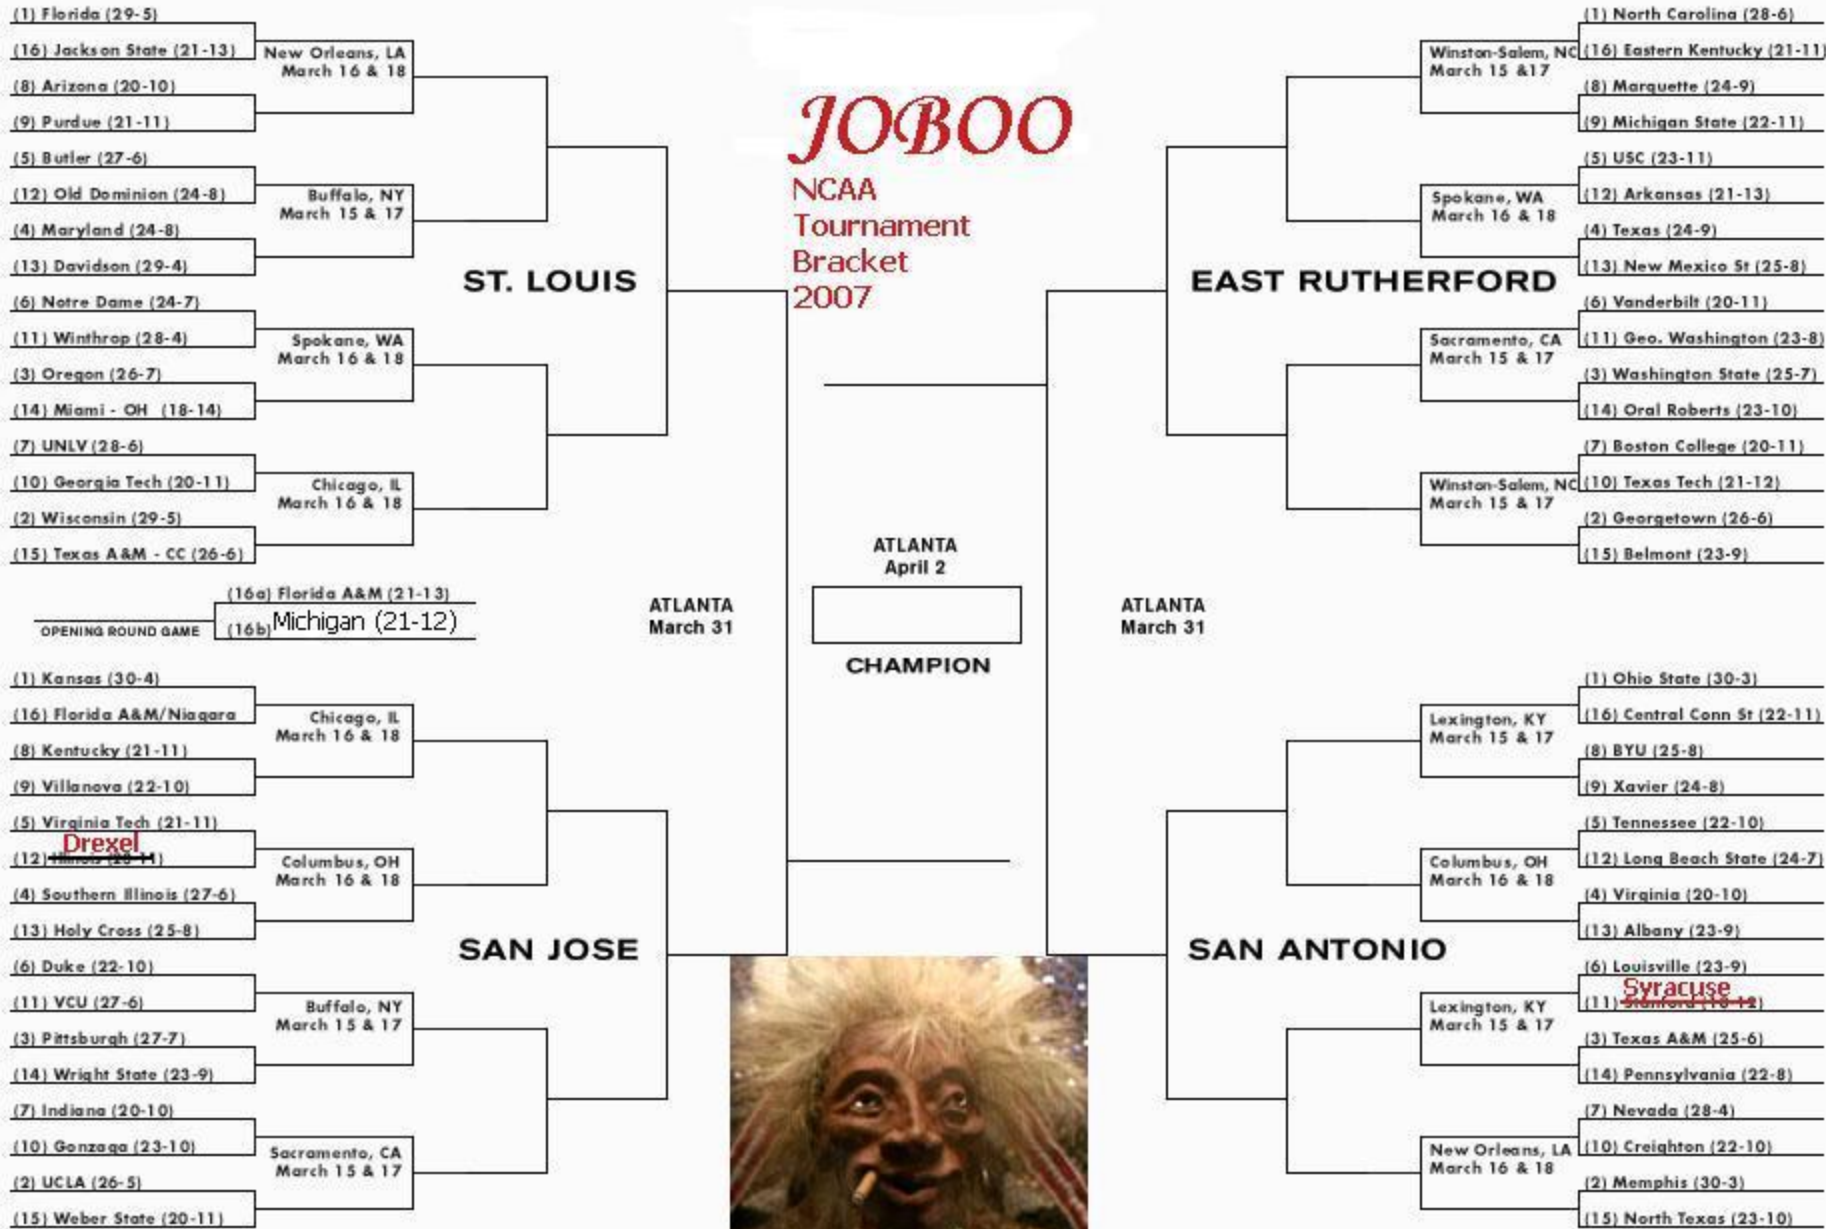 (1) Florida (29-5)
(16) Jackson State (21-13)
New Orleans, LA
March 16 & 18
(8) Arizona (20-10)
(9) Purdue (21-11)
(5) Butler (27-6)
(12) Old Dominion (24-8)
Buffalo, NY
March 15 & 17
(4) Maryland (24-8)
(13) Davidson (29-4)
ST. LOUIS
(6) Notre Dame (24-7)
(11) Winthrop (28-4)
Spokane, WA
March 16 & 18
(3) Oregon (26-7)
(14) Miami - OH (18-14)
(7) UNLV (28-6)
(10) Georgia Tech (20-11)
Chicago, IL
March 16 & 18
(2) Wisconsin (29-5)
(15) Texas A&M - CC (26-6)
(16a) Florida A&M (21-13)
OPENING ROUND GAME
(16b) Michigan (21-12)
(1) Kansas (30-4)
(16) Florida A&M/Niagara
Chicago, IL
March 16 & 18
(8) Kentucky (21-11)
(9) Villanova (22-10)
(5) Virginia Tech (21-11)
Drexel
(12)
Columbus, OH
March 16 & 18
(4) Southern Illinois (27-6)
(13) Holy Cross (25-8)
SAN JOSE
(6) Duke (22-10)
(11) VCU (27-6)
Buffalo, NY
March 15 & 17
(3) Pittsburgh (27-7)
(14) Wright State (23-9)
(7) Indiana (20-10)
(10) Gonzaga (23-10)
Sacramento, CA
March 15 & 17
(2) UCLA (26-5)
(15) Weber State (20-11)
JOBOO
NCAA
Tournament
Bracket
2007
ATLANTA
April 2
CHAMPION
ATLANTA
March 31
ATLANTA
March 31
(1) North Carolina (28-6)
Winston-Salem, NC
March 15 &17
(16) Eastern Kentucky (21-11)
(8) Marquette (24-9)
(9) Michigan State (22-11)
(5) USC (23-11)
Spokane, WA
March 16 & 18
(12) Arkansas (21-13)
(4) Texas (24-9)
(13) New Mexico St (25-8)
EAST RUTHERFORD
(6) Vanderbilt (20-11)
Sacramento, CA
March 15 & 17
(11) Geo. Washington (23-8)
(3) Washington State (25-7)
(14) Oral Roberts (23-10)
(7) Boston College (20-11)
Winston-Salem, NC
March 15 & 17
(10) Texas Tech (21-12)
(2) Georgetown (26-6)
(15) Belmont (23-9)
(1) Ohio State (30-3)
Lexington, KY
March 15 & 17
(16) Central Conn St (22-11)
(8) BYU (25-8)
(9) Xavier (24-8)
(5) Tennessee (22-10)
Columbus, OH
March 16 & 18
(12) Long Beach State (24-7)
(4) Virginia (20-10)
(13) Albany (23-9)
SAN ANTONIO
(6) Louisville (23-9)
Syracuse
(11)
Lexington, KY
March 15 & 17
(3) Texas A&M (25-6)
(14) Pennsylvania (22-8)
(7) Nevada (28-4)
New Orleans, LA
March 16 & 18
(10) Creighton (22-10)
(2) Memphis (30-3)
(15) North Texas (23-10)